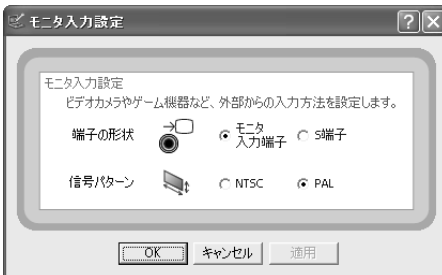 モニタ入力設定
モニタ入力設定
ビデオカメラやゲーム機器など、外部からの入力方法を設定します。
端子の形状 モニタ入力端子 S端子
信号パターン NTSC PAL
OK キャンセル 適用